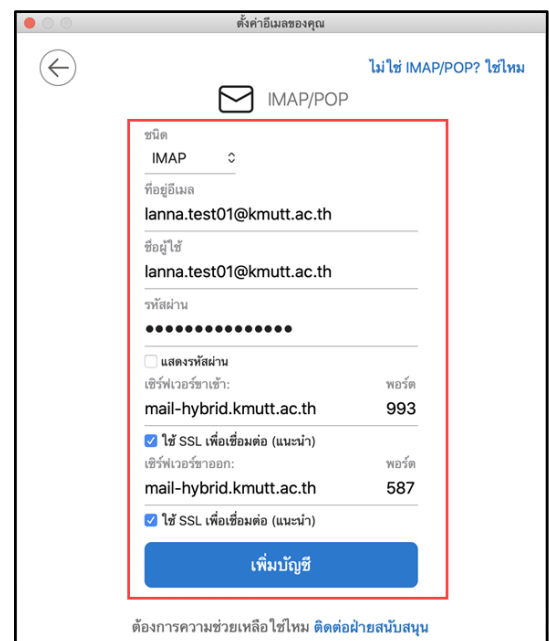 ตั้งค่าอีเมลของคุณ
ไม่ใช่ IMAP/POP? ใช่ไหม
IMAP/POP
ชนิด
IMAP
ที่อยู่อีเมล
lanna.test01@kmutt.ac.th
ชื่อผู้ใช้
lanna.test01@kmutt.ac.th
รหัสผ่าน
●●●●●●●●●●●●●●●
แสดงรหัสผ่าน
เซิร์ฟเวอร์ขาเข้า: พอร์ต
mail-hybrid.kmutt.ac.th 993
ใช้ SSL เพื่อเชื่อมต่อ (แนะนำ)
เซิร์ฟเวอร์ขาออก: พอร์ต
mail-hybrid.kmutt.ac.th 587
ใช้ SSL เพื่อเชื่อมต่อ (แนะนำ)
เพิ่มบัญชี
ต้องการความช่วยเหลือใช่ไหม ติดต่อฝ่ายสนับสนุน